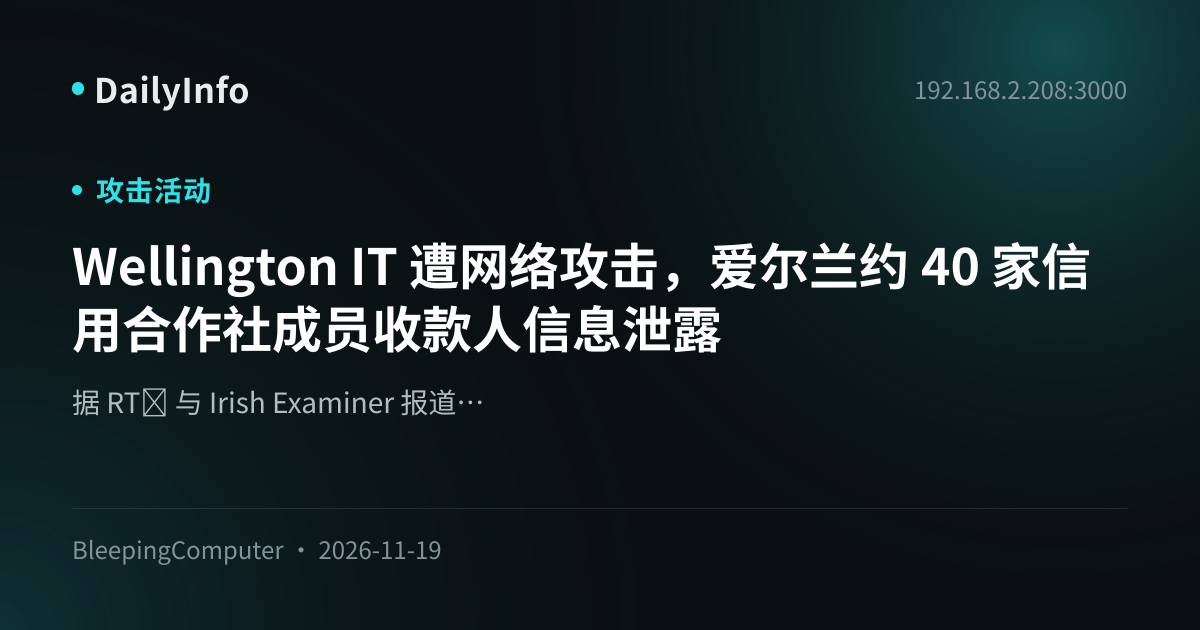 DailyInfo
192.168.2.208:3000
攻击活动
Wellington IT 遭网络攻击，爱尔兰约 40 家信
用合作社成员收款人信息泄露
据 RT 与 Irish Examiner 报道…
BleepingComputer • 2026-11-19